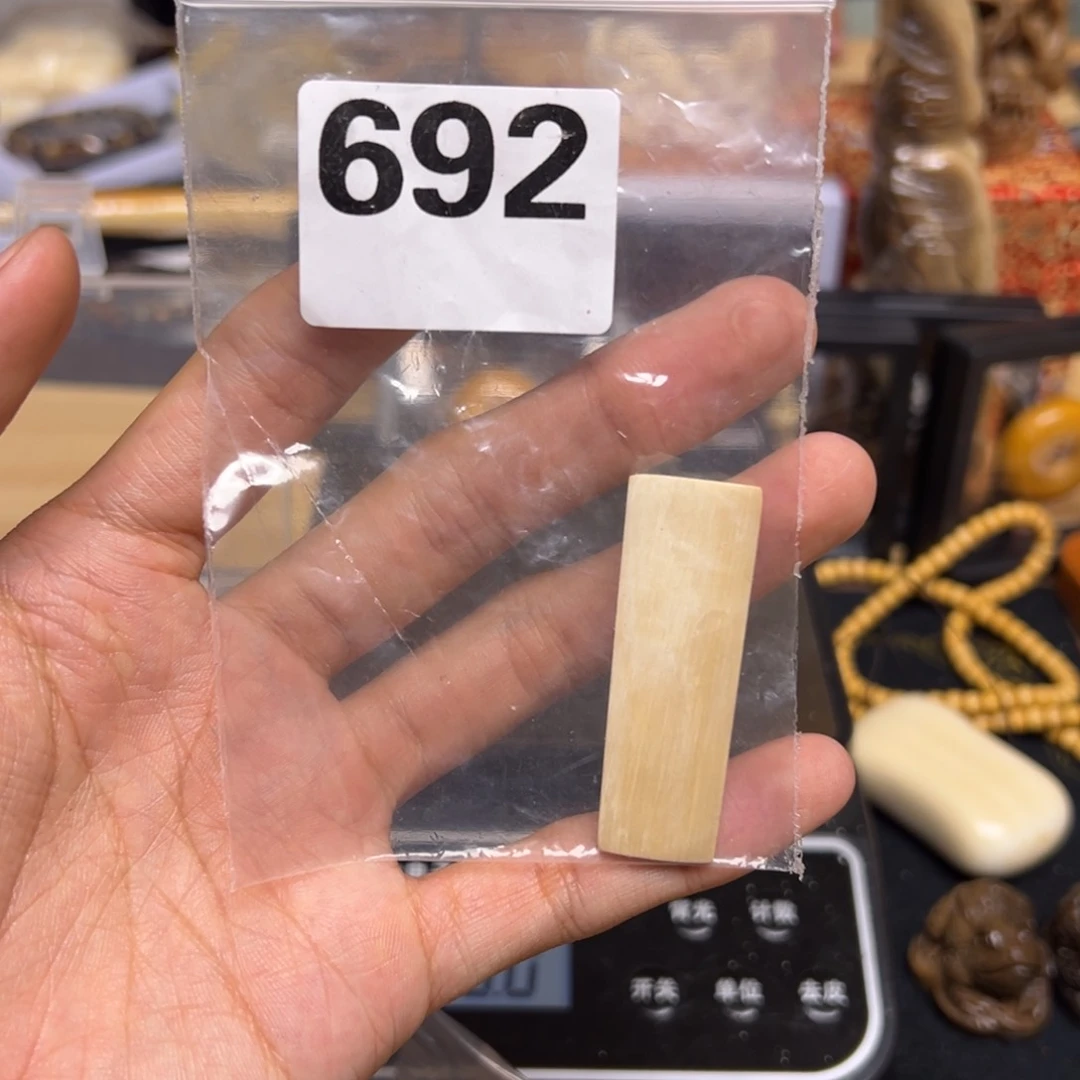 692
背光 计数
开关 单位 去皮